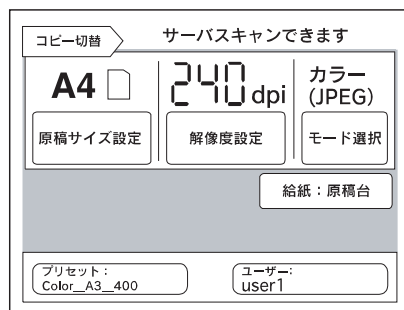 コピー切替
サーバスキャンできます
A4
240dpi
カラー
(JPEG)
原稿サイズ設定
解像度設定
モード選択
給紙：原稿台
プリセット：
Color_A3_400
ユーザー：
user1